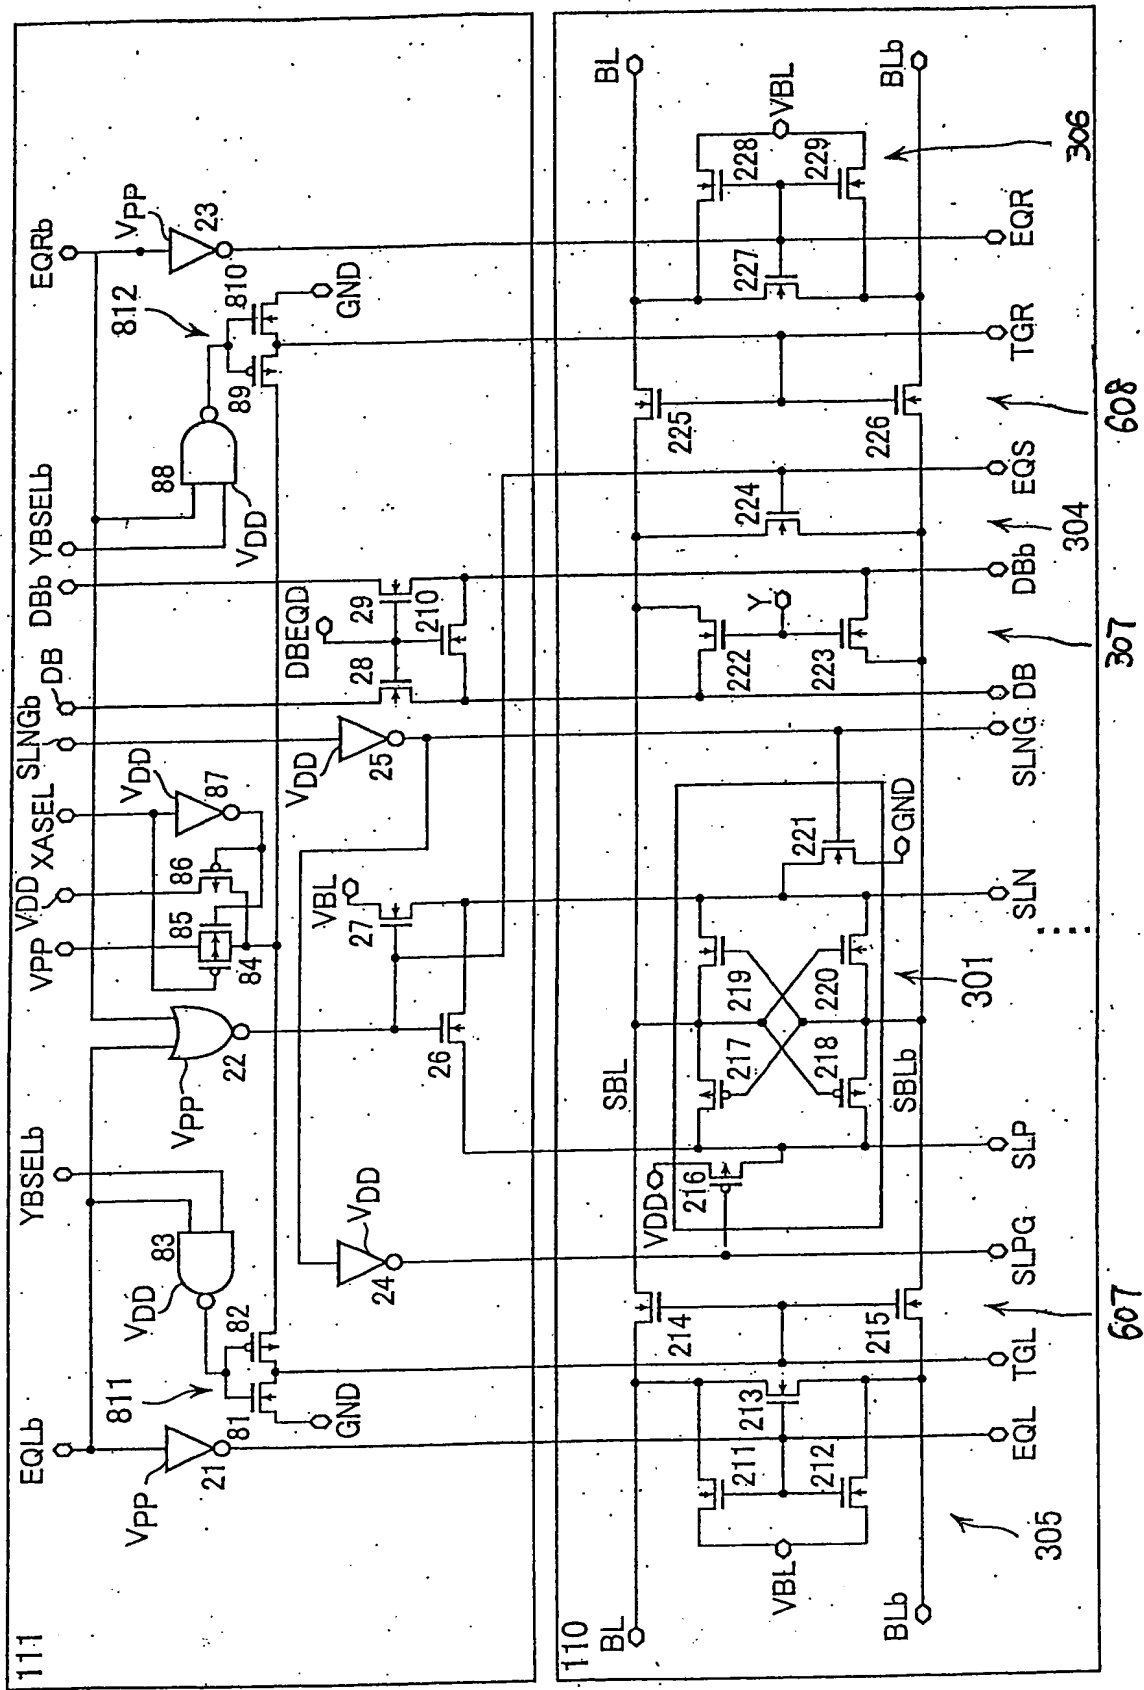 111
EQLb
VPP
21
811
81
82
GND
VDD
83
YBSELb
VPP
22
VPP
VDD
XASEL
SLNGb
DB
DBb
YBSELb
EQRb
84
85
86
VDD
87
VDD
24
26
27
VBL
VDD
25
28
29
210
DBEQD
VDD
88
89
810
812
GND
VPP
23
110
BL
BLb
VBL
211
212
213
214
215
305
607
SBL
SBLb
VDD
216
217
218
219
220
301
221
GND
222
223
Y
307
224
304
225
226
608
227
228
229
VBL
306
BL
BLb
EQL
TGL
SLPG
SLP
SLN
SLNG
DB
DBb
EQS
TGR
EQR